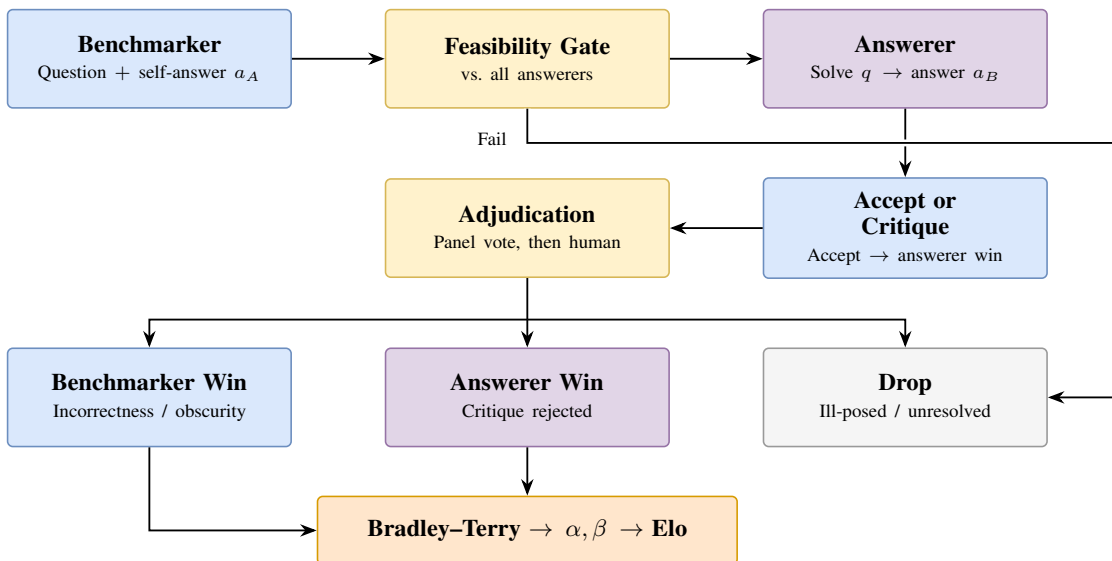 Benchmarker
Question + self-answer a_A
Feasibility Gate
vs. all answerers
Answerer
Solve q → answer a_B
Fail
Adjudication
Panel vote, then human
Accept or
Critique
Accept → answerer win
Benchmarker Win
Incorrectness / obscurity
Answerer Win
Critique rejected
Drop
Ill-posed / unresolved
Bradley–Terry → α, β → Elo